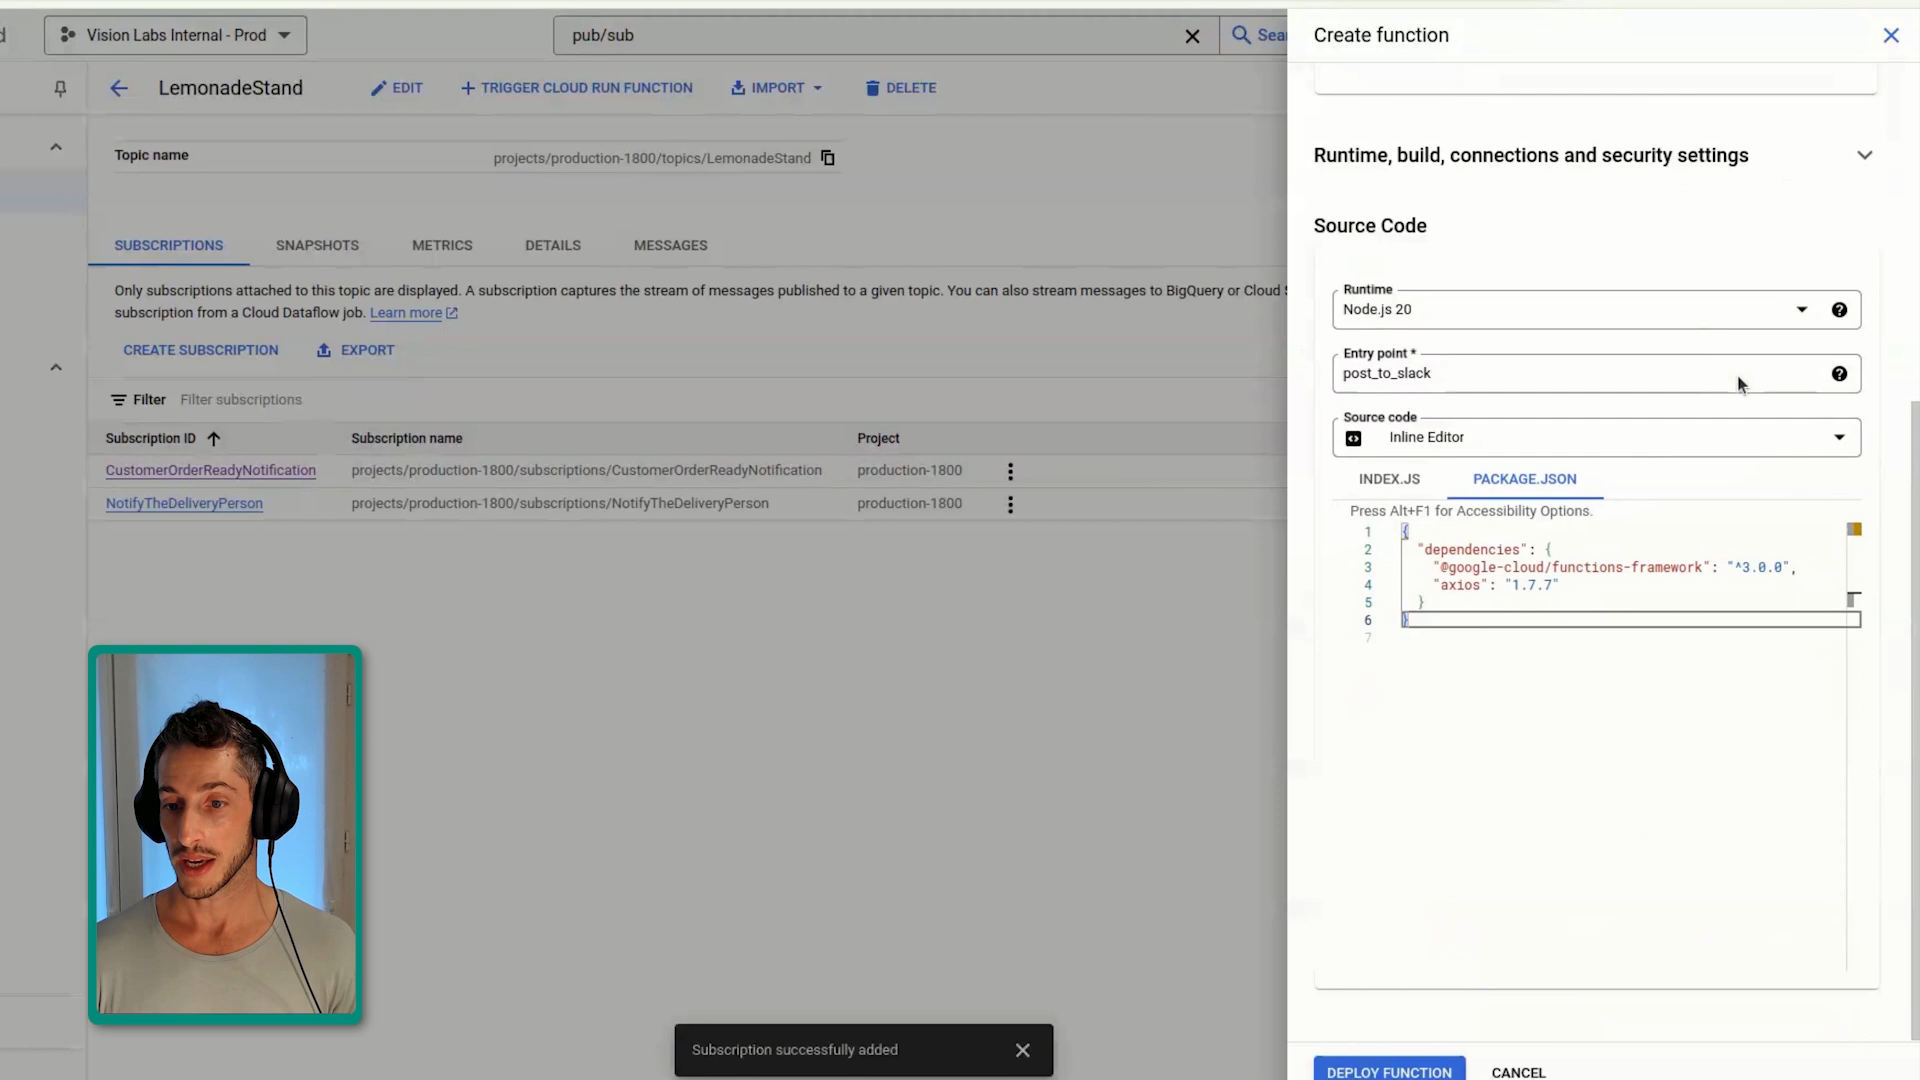 Vision Labs Internal - Prod
pub/sub
Sea
Create function
LemonadeStand
EDIT
TRIGGER CLOUD RUN FUNCTION
IMPORT
DELETE
Topic name
projects/production-1800/topics/LemonadeStand
Runtime, build, connections and security settings
Source Code
SUBSCRIPTIONS
SNAPSHOTS
METRICS
DETAILS
MESSAGES
Only subscriptions attached to this topic are displayed. A subscription captures the stream of messages published to a given topic. You can also stream messages to BigQuery or Cloud S
subscription from a Cloud Dataflow job. Learn more
CREATE SUBSCRIPTION
EXPORT
Filter Filter subscriptions
Subscription ID Subscription name Project
CustomerOrderReadyNotification projects/production-1800/subscriptions/CustomerOrderReadyNotification production-1800
NotifyTheDeliveryPerson projects/production-1800/subscriptions/NotifyTheDeliveryPerson production-1800
Runtime
Node.js 20
Entry point *
post_to_slack
Source code
Inline Editor
INDEX.JS
PACKAGE.JSON
Press Alt+F1 for Accessibility Options.
1 {
2 "dependencies": {
3 "@google-cloud/functions-framework": "^3.0.0",
4 "axios": "1.7.7"
5 }
6 }
7
Subscription successfully added
DEPLOY FUNCTION
CANCEL